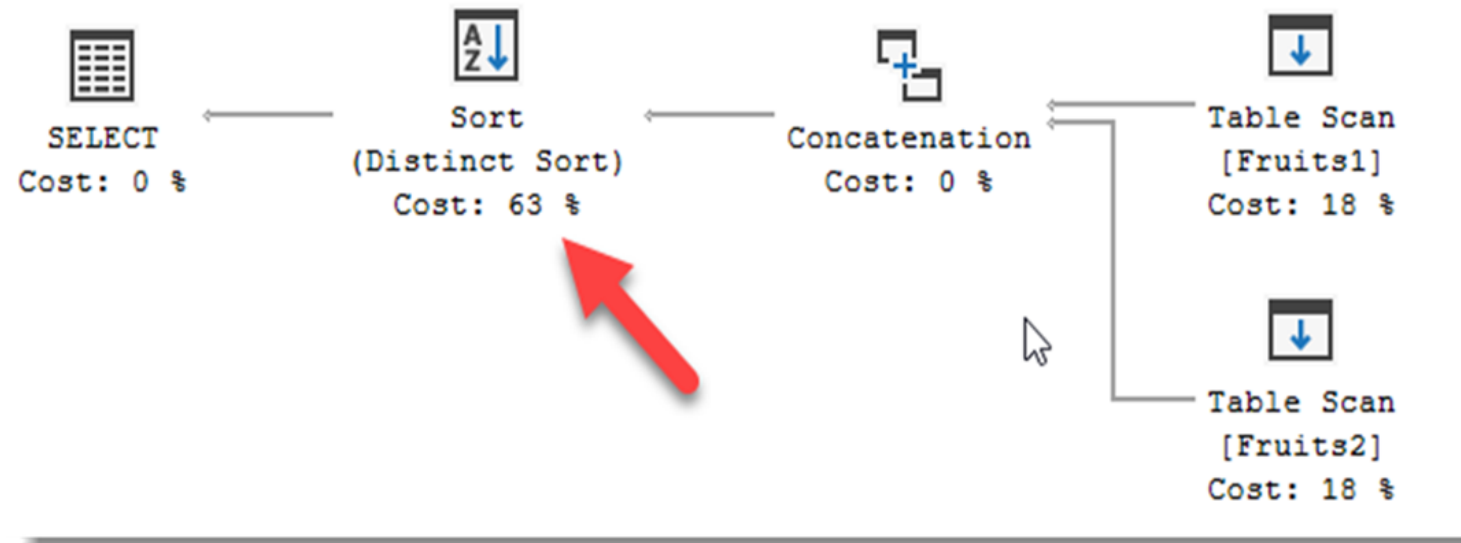 SELECT
Cost: 0 %
A
Z
Sort
(Distinct Sort)
Cost: 63 %
Concatenation
Cost: 0 %
Table Scan
[Fruits1]
Cost: 18 %
Table Scan
[Fruits2]
Cost: 18 %